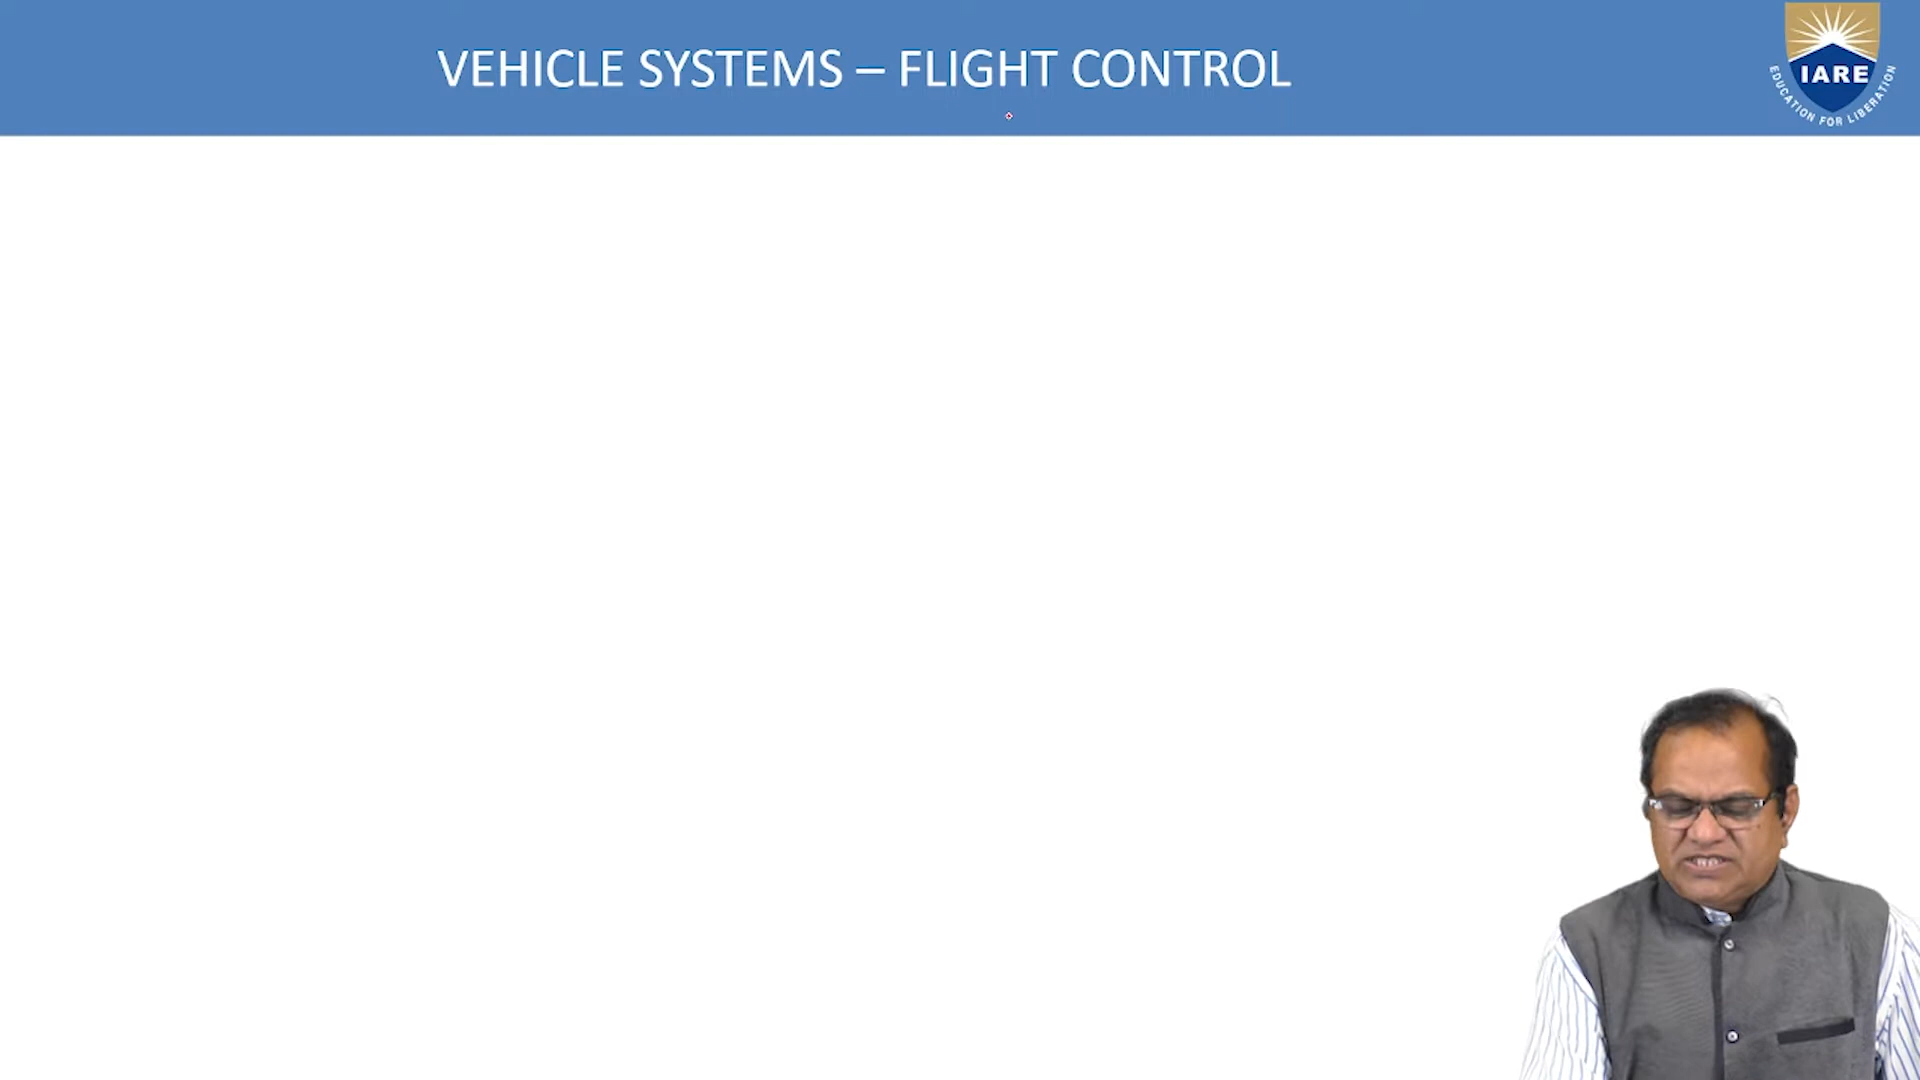 VEHICLE SYSTEMS – FLIGHT CONTROL
IARE
EDUCATION FOR LIBERATION